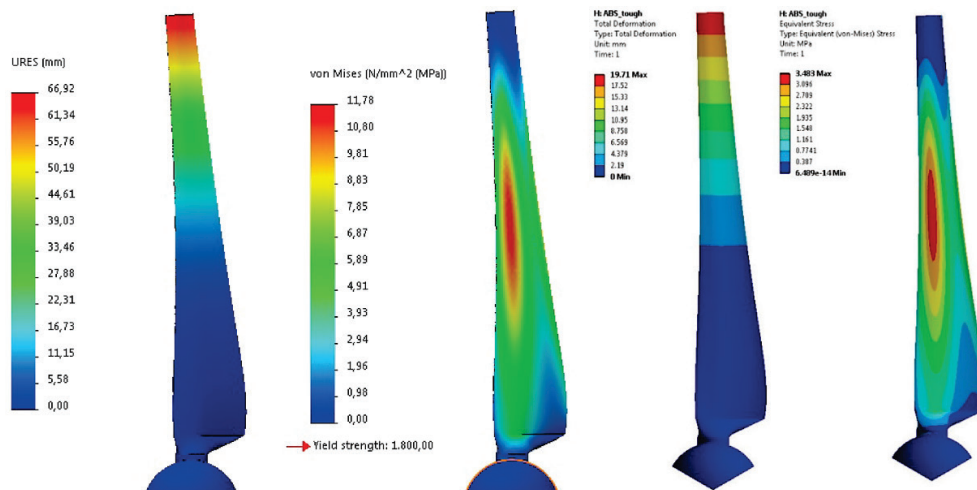 URES (mm)
66,92
61,34
55,76
50,19
44,61
39,03
33,46
27,88
22,31
16,73
11,15
5,58
0,00
von Mises (N/mm^2 (MPa))
11,78
10,80
9,81
8,83
7,85
6,87
5,89
4,91
3,93
2,94
1,96
0,98
0,00
Yield strength: 1.800,00
H: ABS_tough
Total Deformation
Type: Total Deformation
Unit: mm
Time: 1
19.71 Max
17.52
15.33
13.14
10.95
8.758
6.569
4.379
2.19
0 Min
H: ABS_tough
Equivalent Stress
Type: Equivalent (von-Mises) Stress
Unit: MPa
Time: 1
3.483 Max
3.096
2.709
2.322
1.935
1.548
1.161
0.7741
0.387
6.489e-14 Min